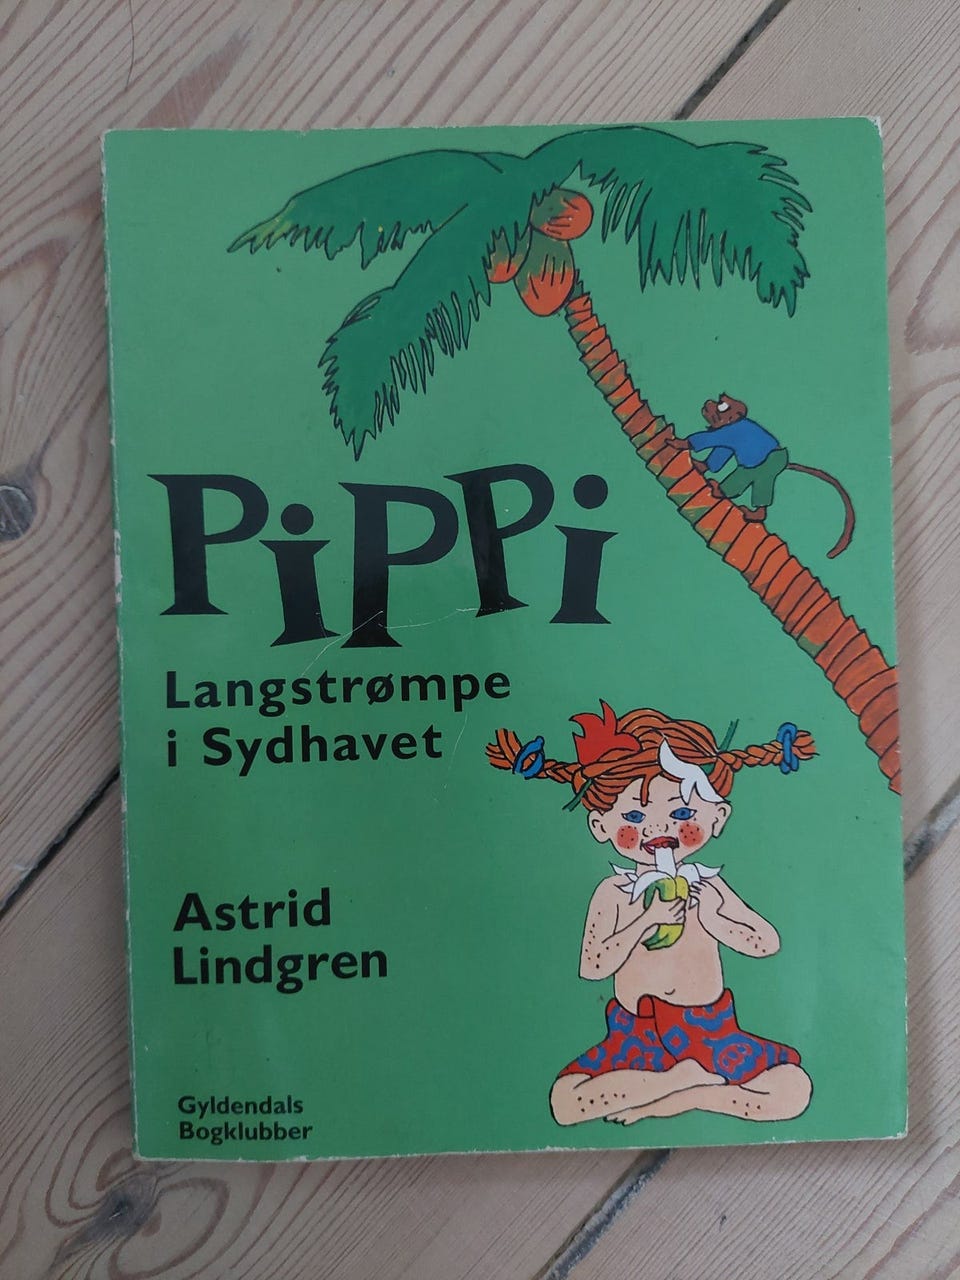 Pippi
Langstrømpe
i Sydhavet
Astrid
Lindgren
Gyldendals
Bogklubber